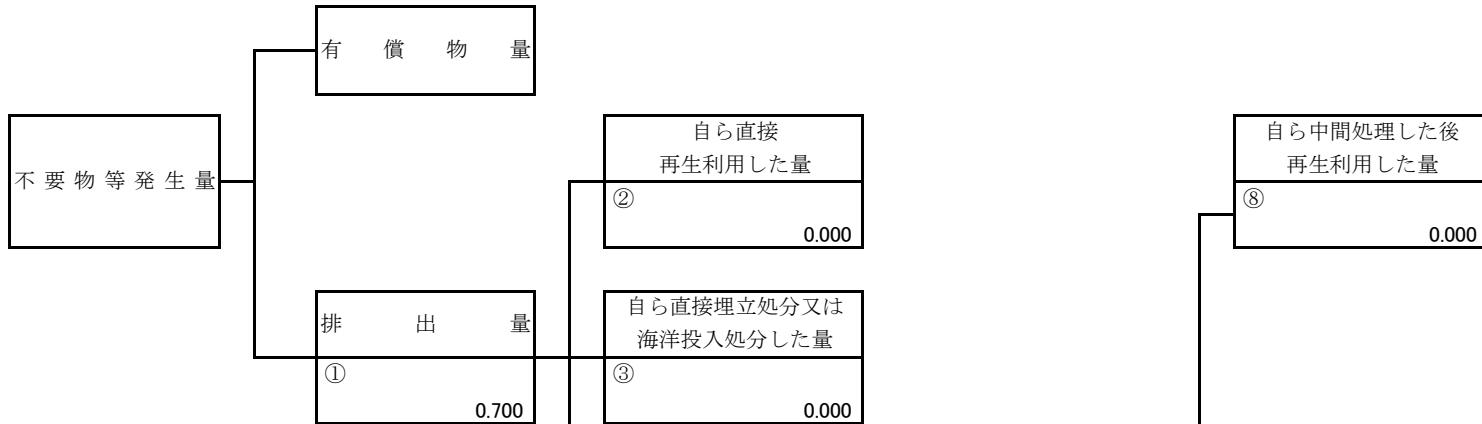 有償物量
不要物等発生量
自ら直接
再生利用した量
②
0.000
自ら中間処理した後
再生利用した量
⑧
0.000
排出量
①
0.700
自ら直接埋立処分又は
海洋投入処分した量
③
0.000